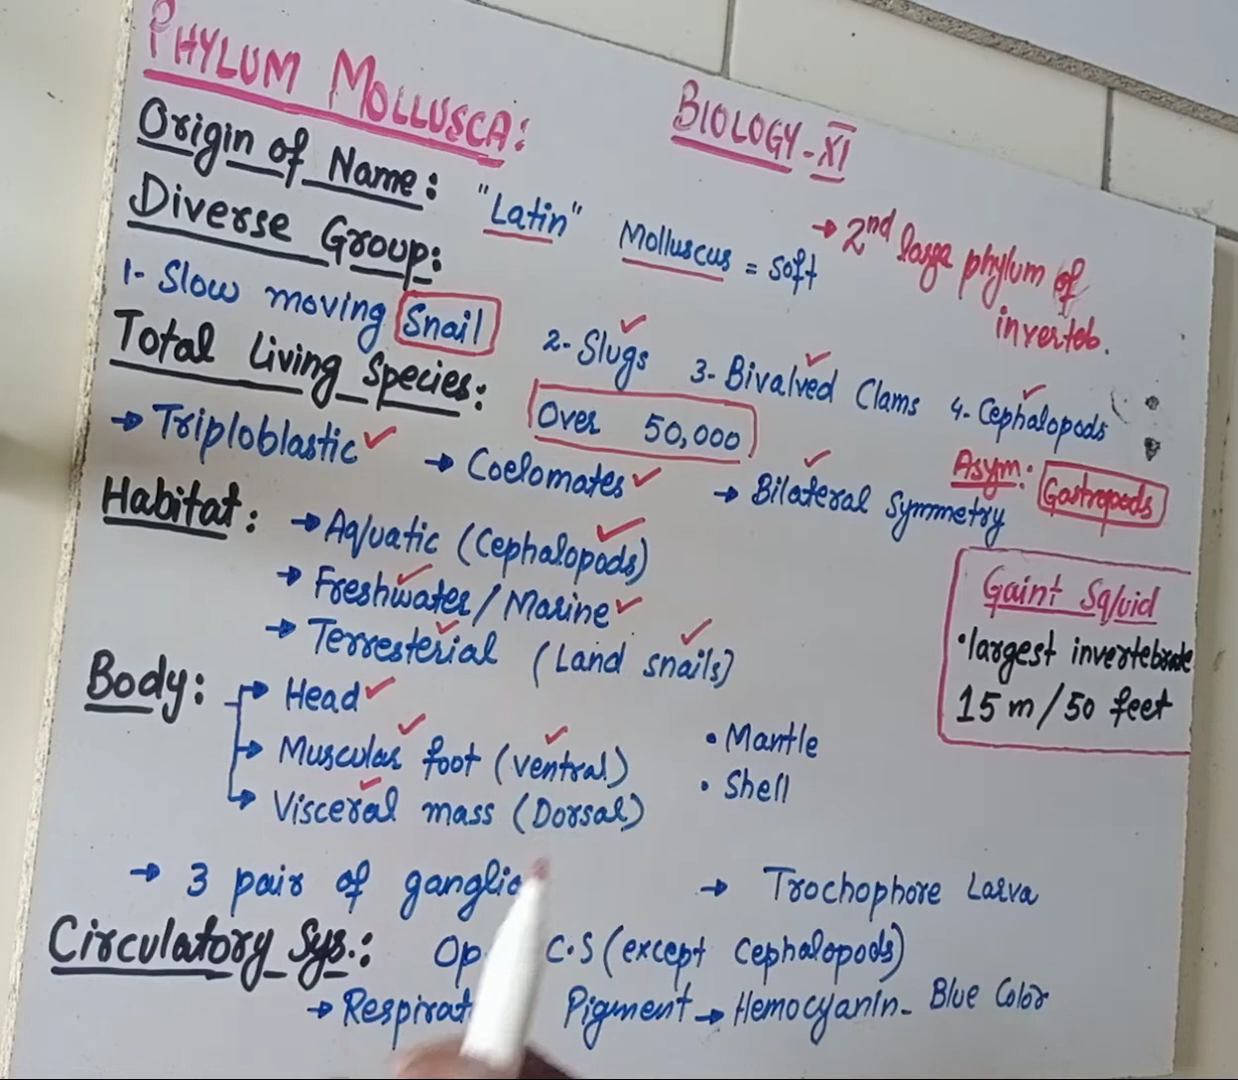 PHYLUM MOLLUSCA:
BIOLOGY-XI
Origin of Name: "Latin" Molluscus = Soft
→ 2nd large phylum of
inverteb.
Diverse Group:
1- Slow moving Snail 2- Slugs 3- Bivalved Clams 4- Cephalopods
Total Living Species: Over 50,000
→ Triploblastic → Coelomates → Bilateral Symmetry
Asym: Gastropods
Habitat: → Aquatic (Cephalopods)
→ Freshwater / Marine
→ Terresterial (Land snails)
Gaint Squid
• largest invertebrate
15 m / 50 feet
Body: → Head
→ Muscular foot (ventral)
→ Visceral mass (Dorsal)
• Mantle
• Shell
→ 3 pair of ganglia
→ Trochophore Larva
Circulatory Sys.: Op C.S (except Cephalopods)
→ Respirat Pigment → Hemocyanin - Blue Color